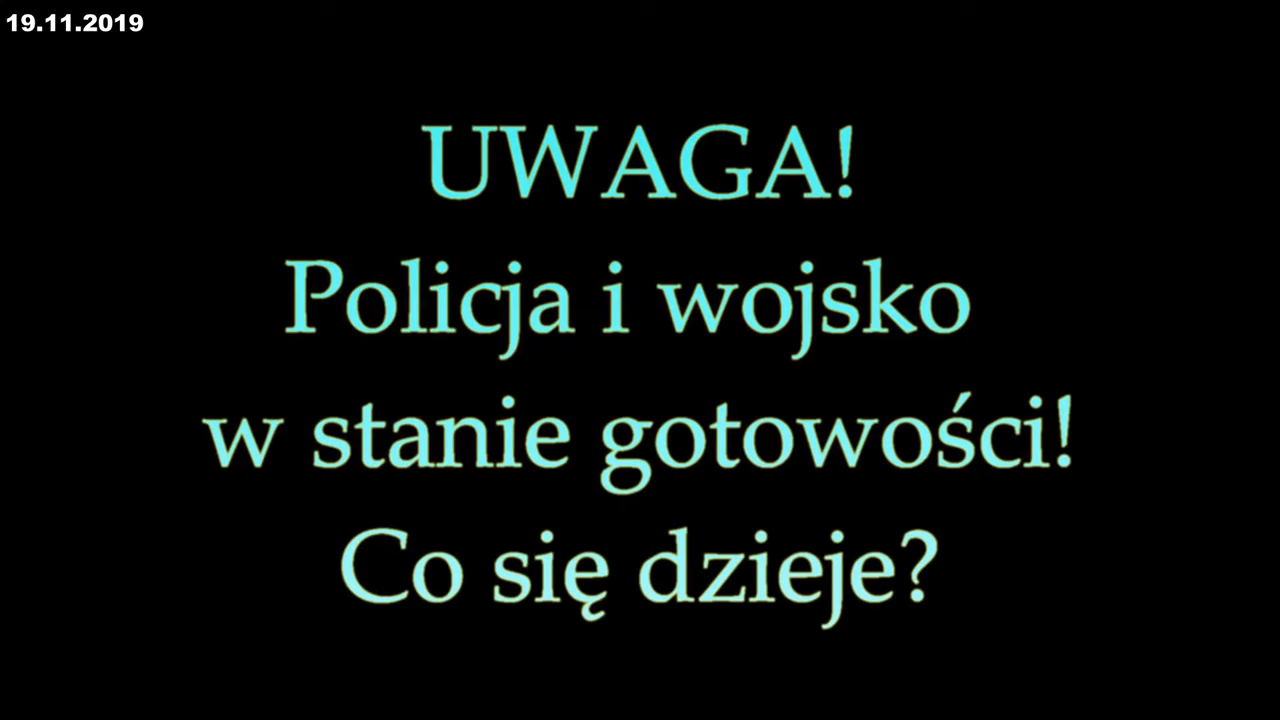 19.11.2019
UWAGA!
Policja i wojsko
w stanie gotowości!
Co się dzieje?